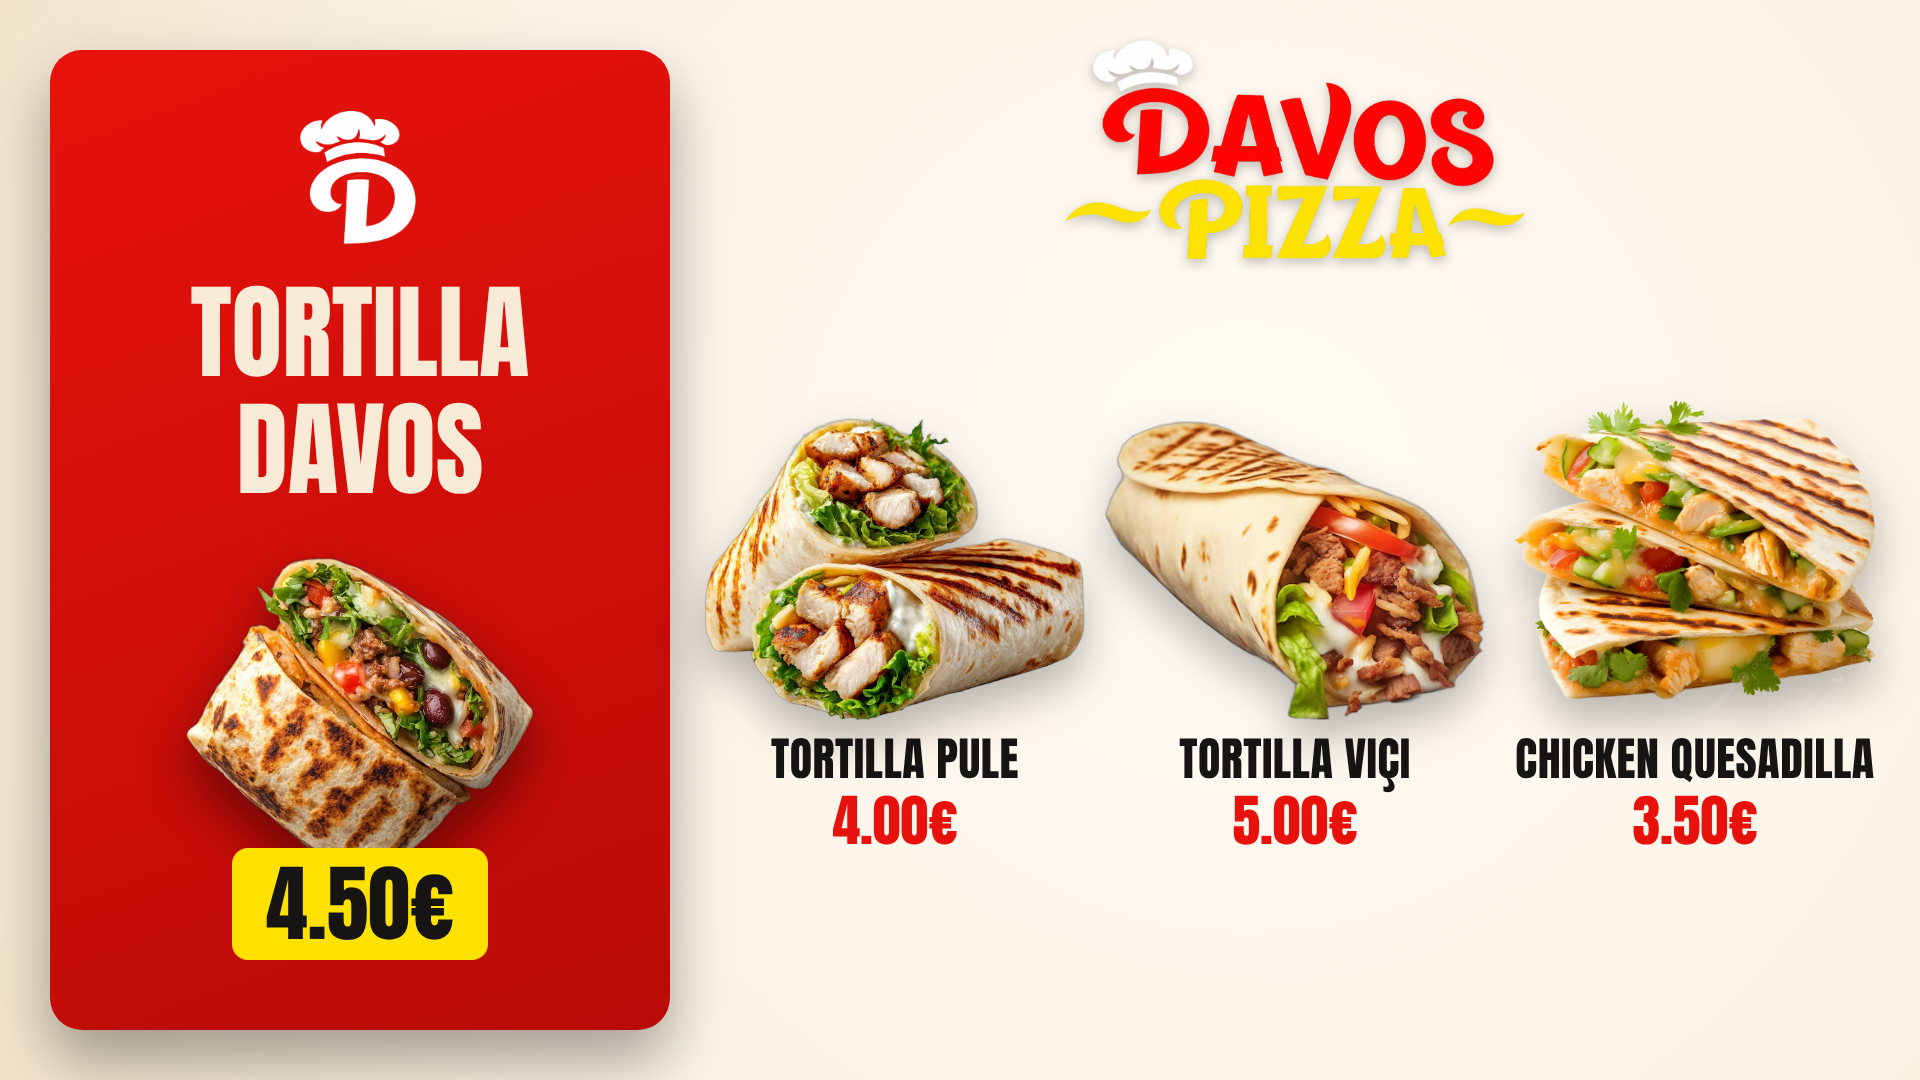 D
TORTILLA
DAVOS
4.50€
DAVOS
PIZZA
TORTILLA PULE
4.00€
TORTILLA VIÇI
5.00€
CHICKEN QUESADILLA
3.50€